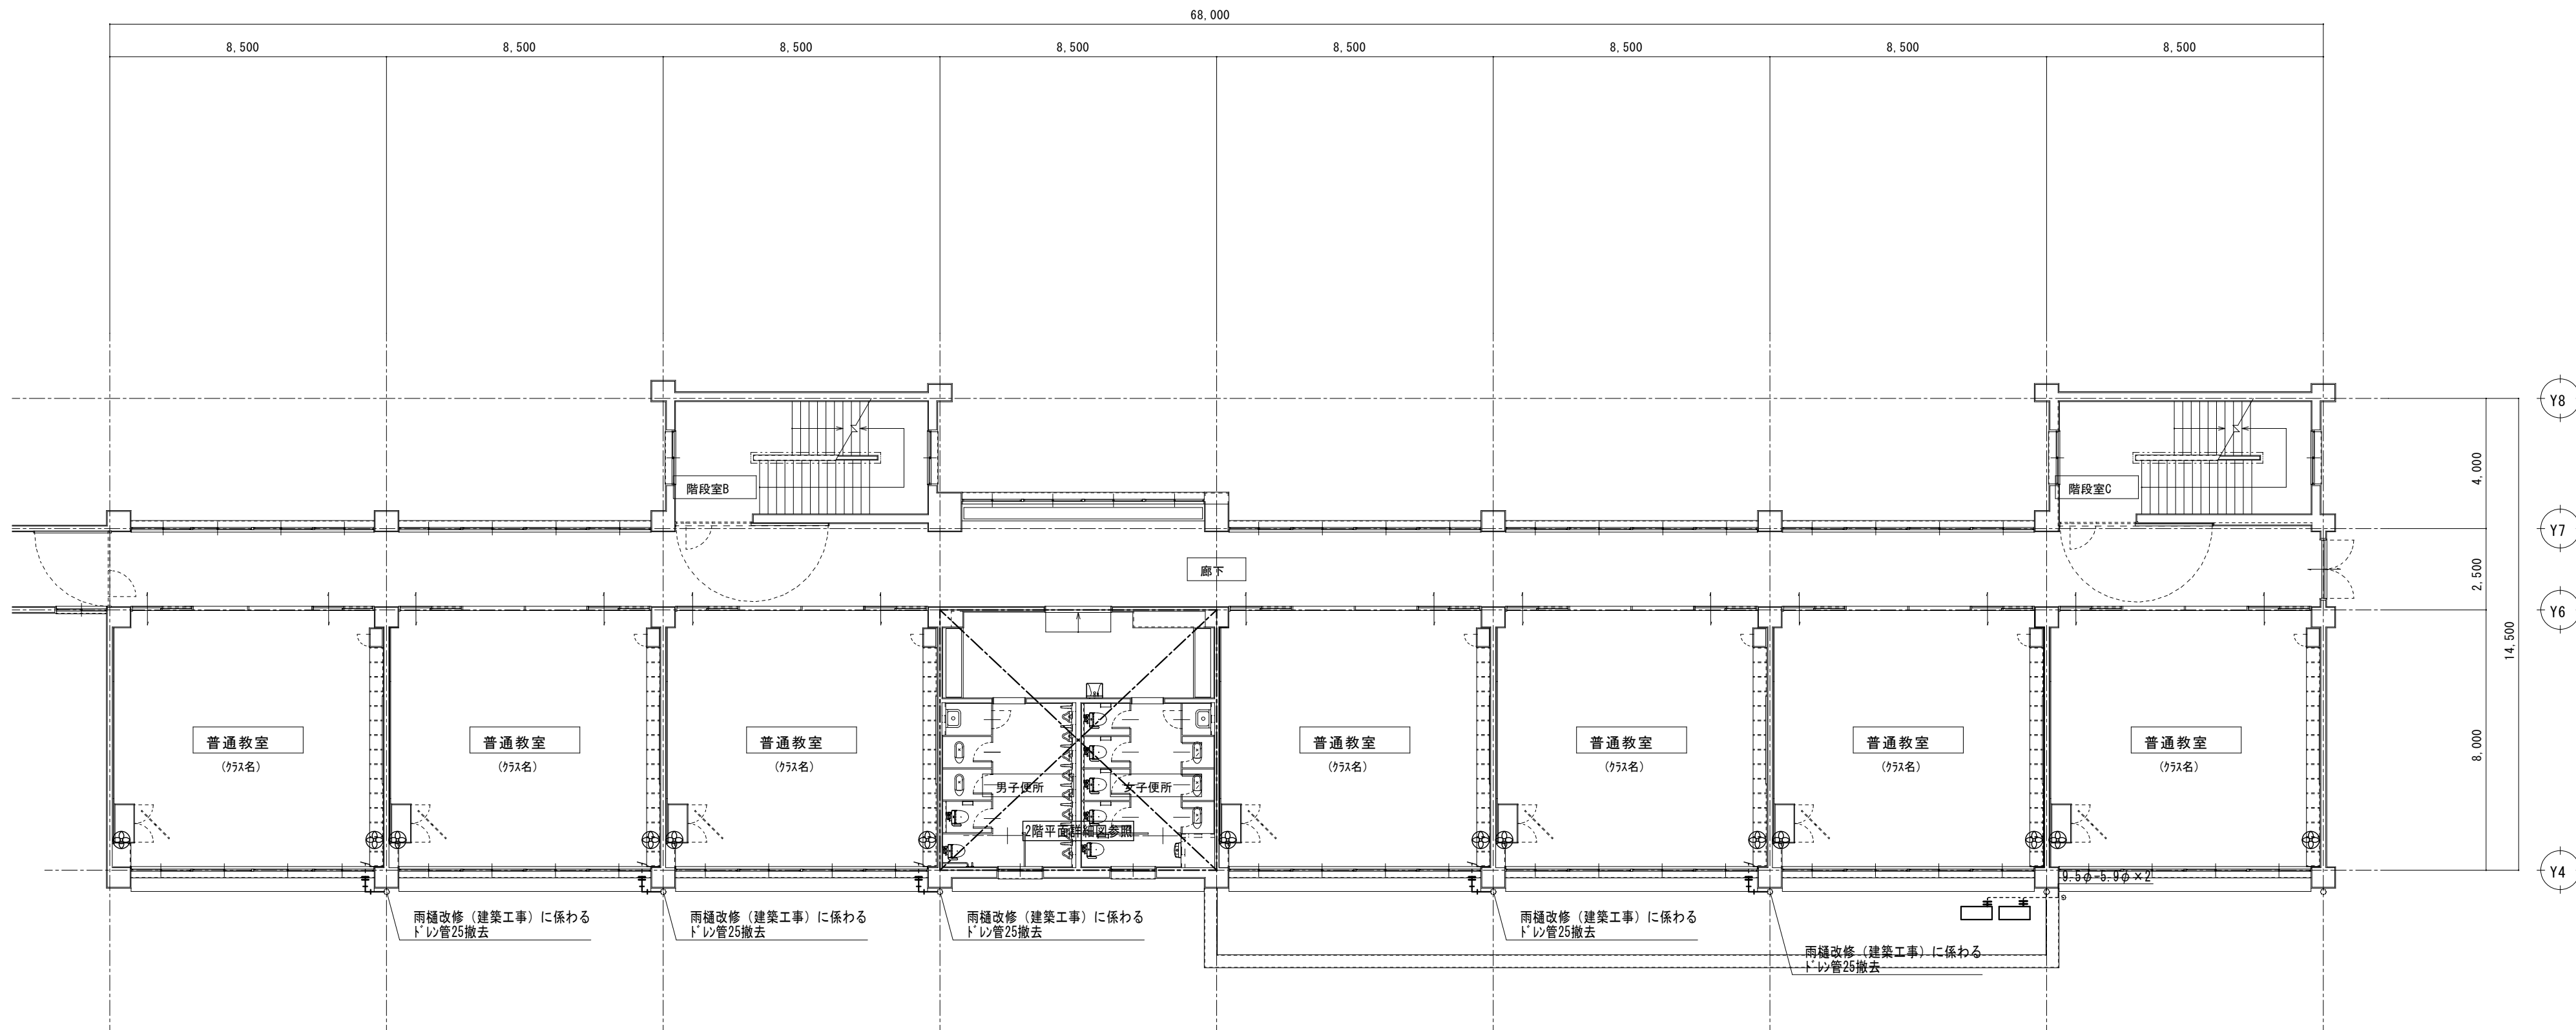 68,000
8,500 8,500 8,500 8,500 8,500 8,500 8,500 8,500
Y8
4,000
階段室B
階段室C
Y7
廊下
2,500
Y6
14,500
普通教室 普通教室 普通教室 普通教室 普通教室 普通教室 普通教室
(ｸﾗｽ名) (ｸﾗｽ名) (ｸﾗｽ名) (ｸﾗｽ名) (ｸﾗｽ名) (ｸﾗｽ名) (ｸﾗｽ名)
8,000
男子便所
女子便所
2階平面詳細図参照
Y4
9.5φ-5.9φ×2
雨樋改修（建築工事）に係わる
ﾄﾞﾚﾝ管25撤去
雨樋改修（建築工事）に係わる
ﾄﾞﾚﾝ管25撤去
雨樋改修（建築工事）に係わる
ﾄﾞﾚﾝ管25撤去
雨樋改修（建築工事）に係わる
ﾄﾞﾚﾝ管25撤去
雨樋改修（建築工事）に係わる
ﾄﾞﾚﾝ管25撤去